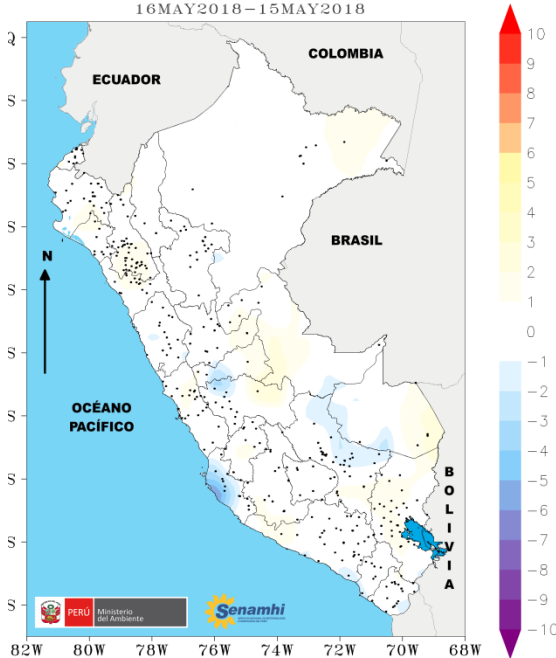 16MAY2018-15MAY2018
COLOMBIA
ECUADOR
BRASIL
N
OCÉANO
PACÍFICO
BOLIVIA
PERÚ
Ministerio
del Ambiente
Senamhi
82W 80W 78W 76W 74W 72W 70W 68W
S
S
S
S
S
S
S
S
S
10
9
8
7
6
5
4
3
2
1
0
-1
-2
-3
-4
-5
-6
-7
-8
-9
-10